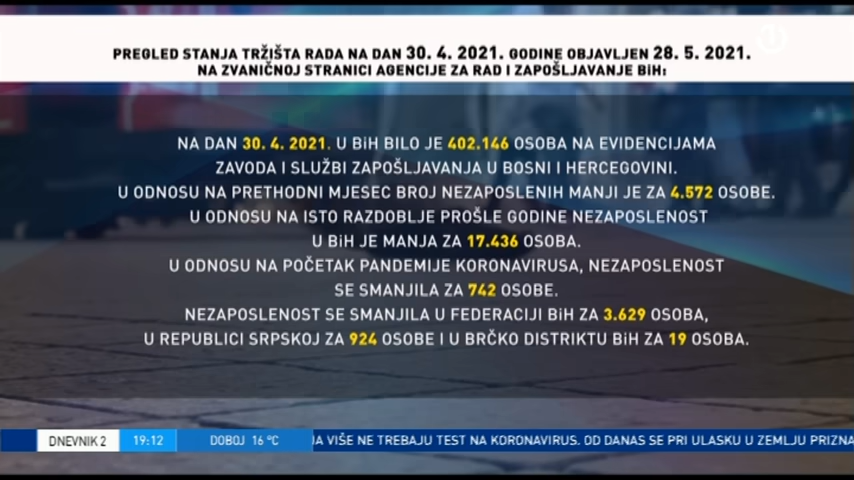 PREGLED STANJA TRŽIŠTA RADA NA DAN 30. 4. 2021. GODINE OBJAVLJEN 28. 5. 2021.
NA ZVANIČNOJ STRANICI AGENCIJE ZA RAD I ZAPOŠLJAVANJE BiH:
NA DAN 30. 4. 2021. U BiH BILO JE 402.146 OSOBA NA EVIDENCIJAMA
ZAVODA I SLUŽBI ZAPOŠLJAVANJA U BOSNI I HERCEGOVINI.
U ODNOSU NA PRETHODNI MJESEC BROJ NEZAPOSLENIH MANJI JE ZA 4.572 OSOBE.
U ODNOSU NA ISTO RAZDOBLJE PROŠLE GODINE NEZAPOSLENOST
U BiH JE MANJA ZA 17.436 OSOBA.
U ODNOSU NA POČETAK PANDEMIJE KORONAVIRUSA, NEZAPOSLENOST
SE SMANJILA ZA 742 OSOBE.
NEZAPOSLENOST SE SMANJILA U FEDERACIJI BiH ZA 3.629 OSOBA,
U REPUBLICI SRPSKOJ ZA 924 OSOBE I U BRČKO DISTRIKTU BiH ZA 19 OSOBA.
DNEVNIK 2 19:12 DOBOJ 16 °C JA VIŠE NE TREBAJU TEST NA KORONAVIRUS. OD DANAS SE PRI ULASKU U ZEMLJU PRIZNA